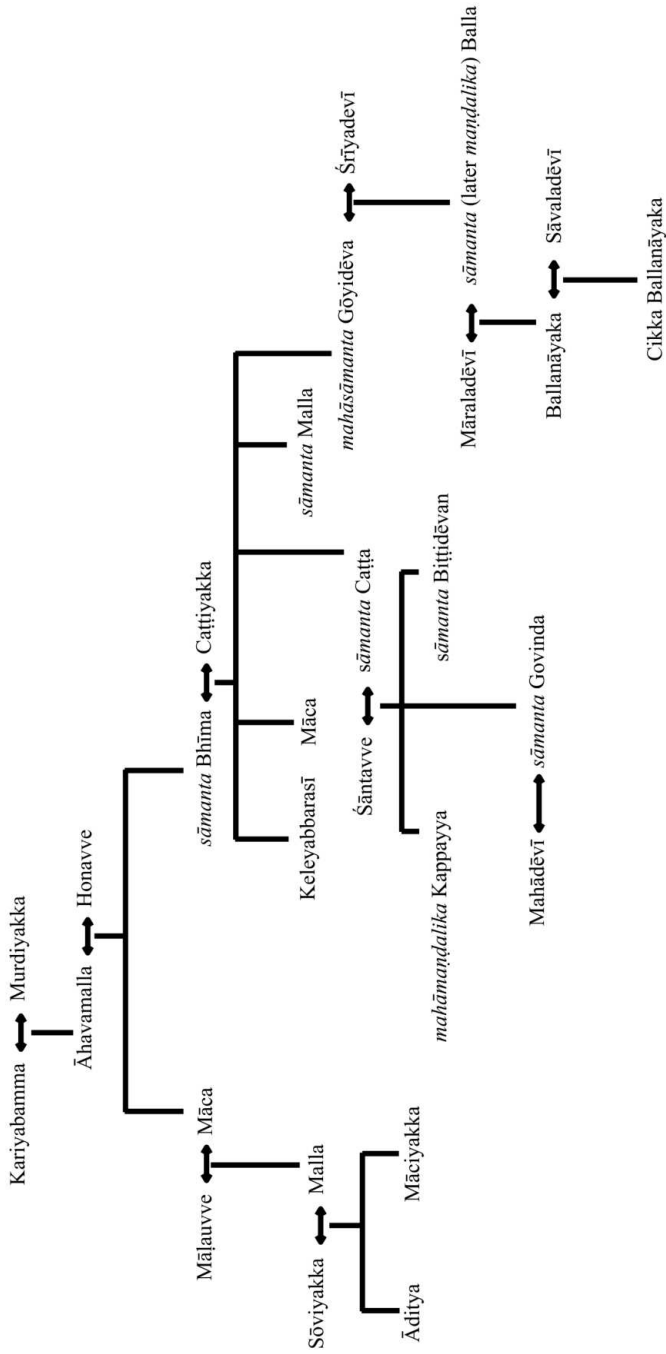 Kariyabamma Murdiyakka
Āhavamalla Honavve
Māḷauvve Māca sāmanta Bhīma Caṭṭiyakka
Sōviyakka Malla Keleyabbarasī Māca sāmanta Malla
sāmanta Caṭṭa mahāsāmanta Gōyidēva Śrīyadevī
Śāntavve
Āditya Māciyakka mahāmaṇḍalika Kappayya sāmanta Biṭṭidēvan
Māraladēvī sāmanta (later maṇḍalika) Balla
Mahādēvī sāmanta Govinda Ballanāyaka Sāvaladēvī
Cikka Ballanāyaka